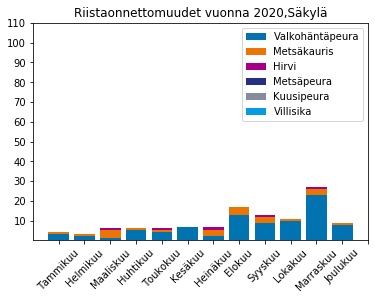 Riistaonnettomuudet vuonna 2020,Säkylä
110
100
90
80
70
60
50
40
30
20
10
Valkohäntäpeura
Metsäkauris
Hirvi
Metsäpeura
Kuusipeura
Villisika
Tammikuu
Helmikuu
Maaliskuu
Huhtikuu
Toukokuu
Kesäkuu
Heinäkuu
Elokuu
Syyskuu
Lokakuu
Marraskuu
Joulukuu